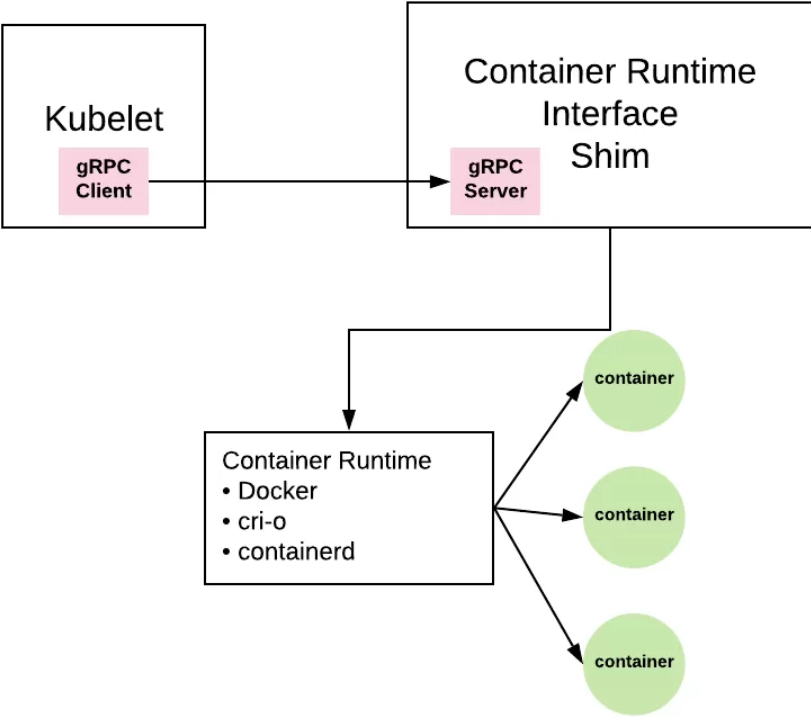 Kubelet
gRPC
Client
Container Runtime
Interface
Shim
gRPC
Server
container
Container Runtime
• Docker
• cri-o
• containerd
container
container